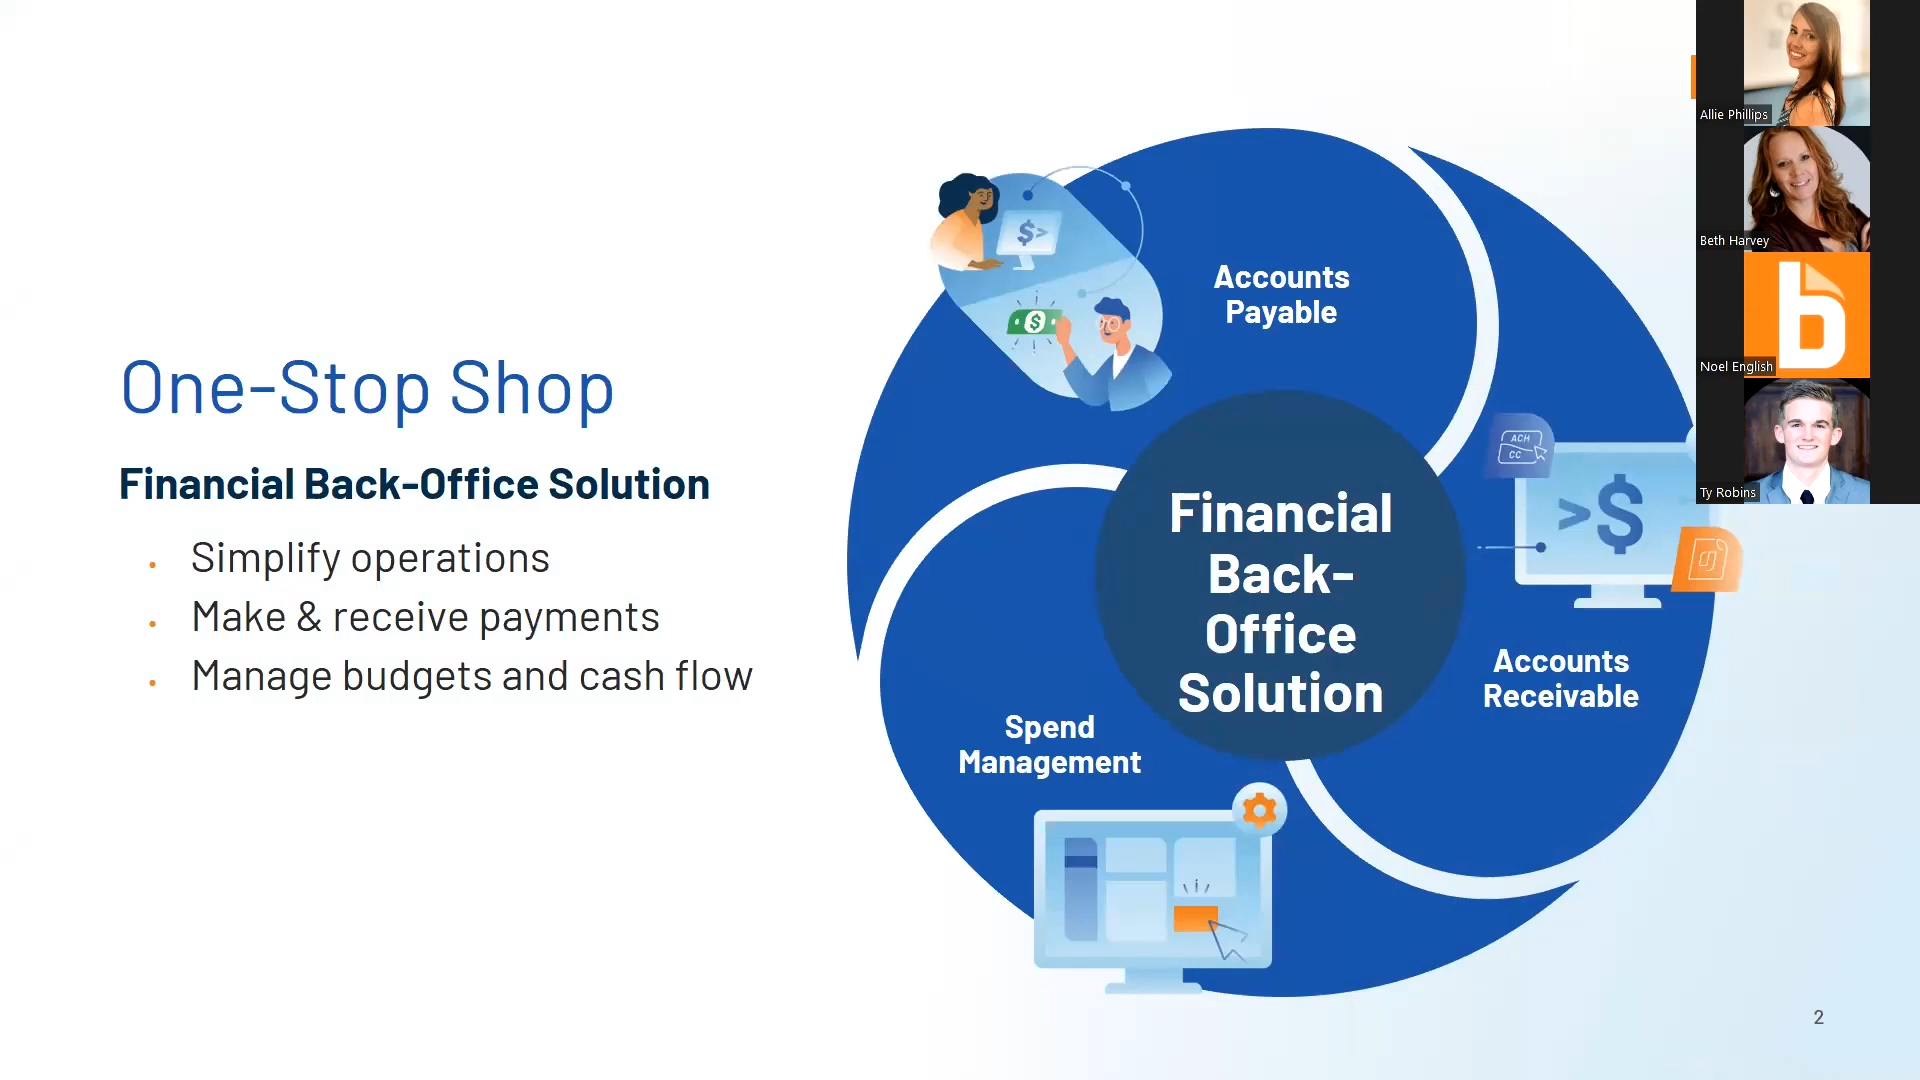 One-Stop Shop
Financial Back-Office Solution
Simplify operations
Make & receive payments
Manage budgets and cash flow
Accounts
Payable
$>
$
Financial
Back-
Office
Solution
ACH
CC
>$
Accounts
Receivable
Spend
Management
Allie Phillips
Beth Harvey
b
Noel English
Ty Robins
2